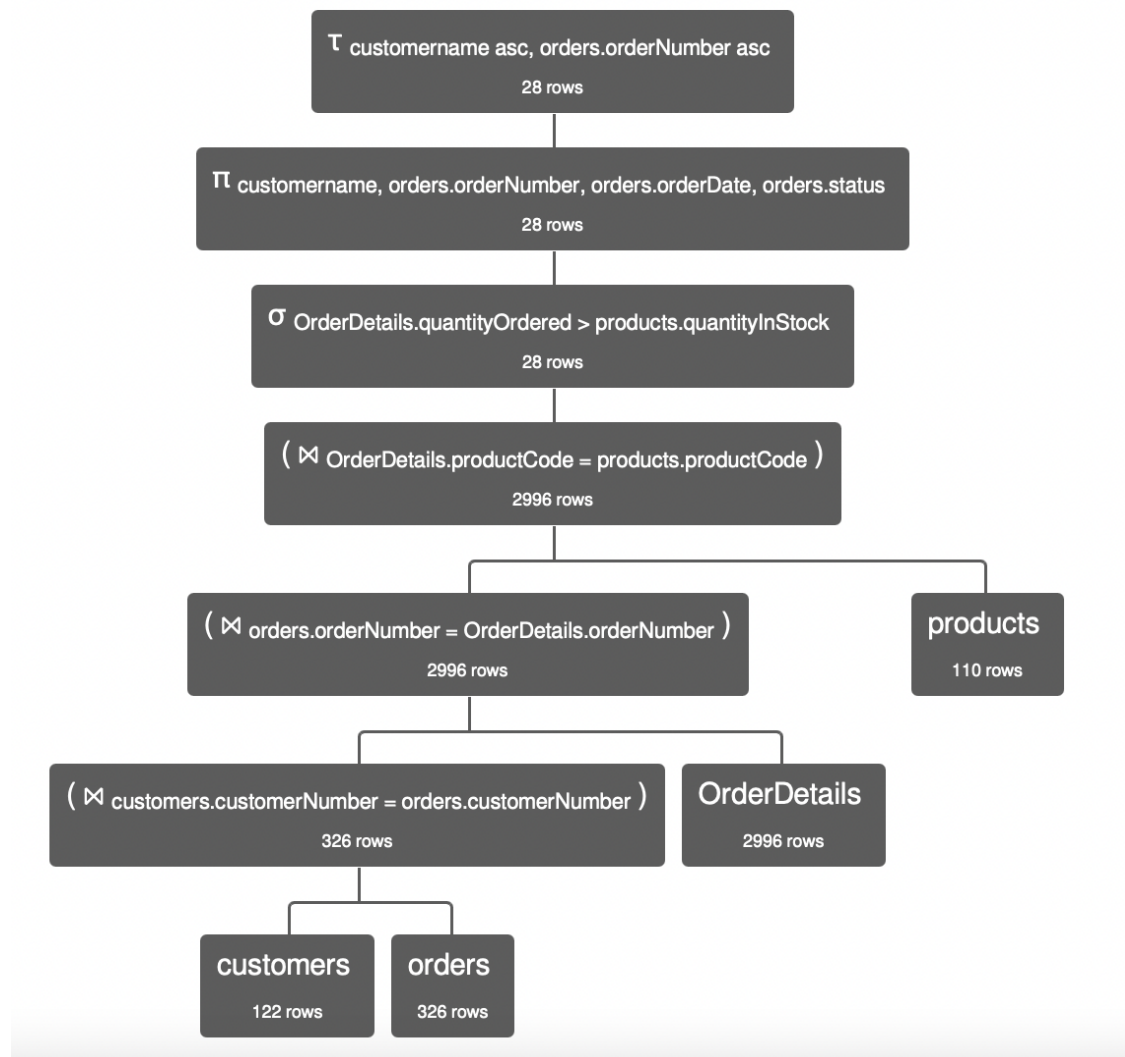 τ customername asc, orders.orderNumber asc
28 rows
π customername, orders.orderNumber, orders.orderDate, orders.status
28 rows
σ OrderDetails.quantityOrdered > products.quantityInStock
28 rows
( ⋈ OrderDetails.productCode = products.productCode )
2996 rows
( ⋈ orders.orderNumber = OrderDetails.orderNumber )
2996 rows
products
110 rows
( ⋈ customers.customerNumber = orders.customerNumber )
326 rows
OrderDetails
2996 rows
customers
122 rows
orders
326 rows